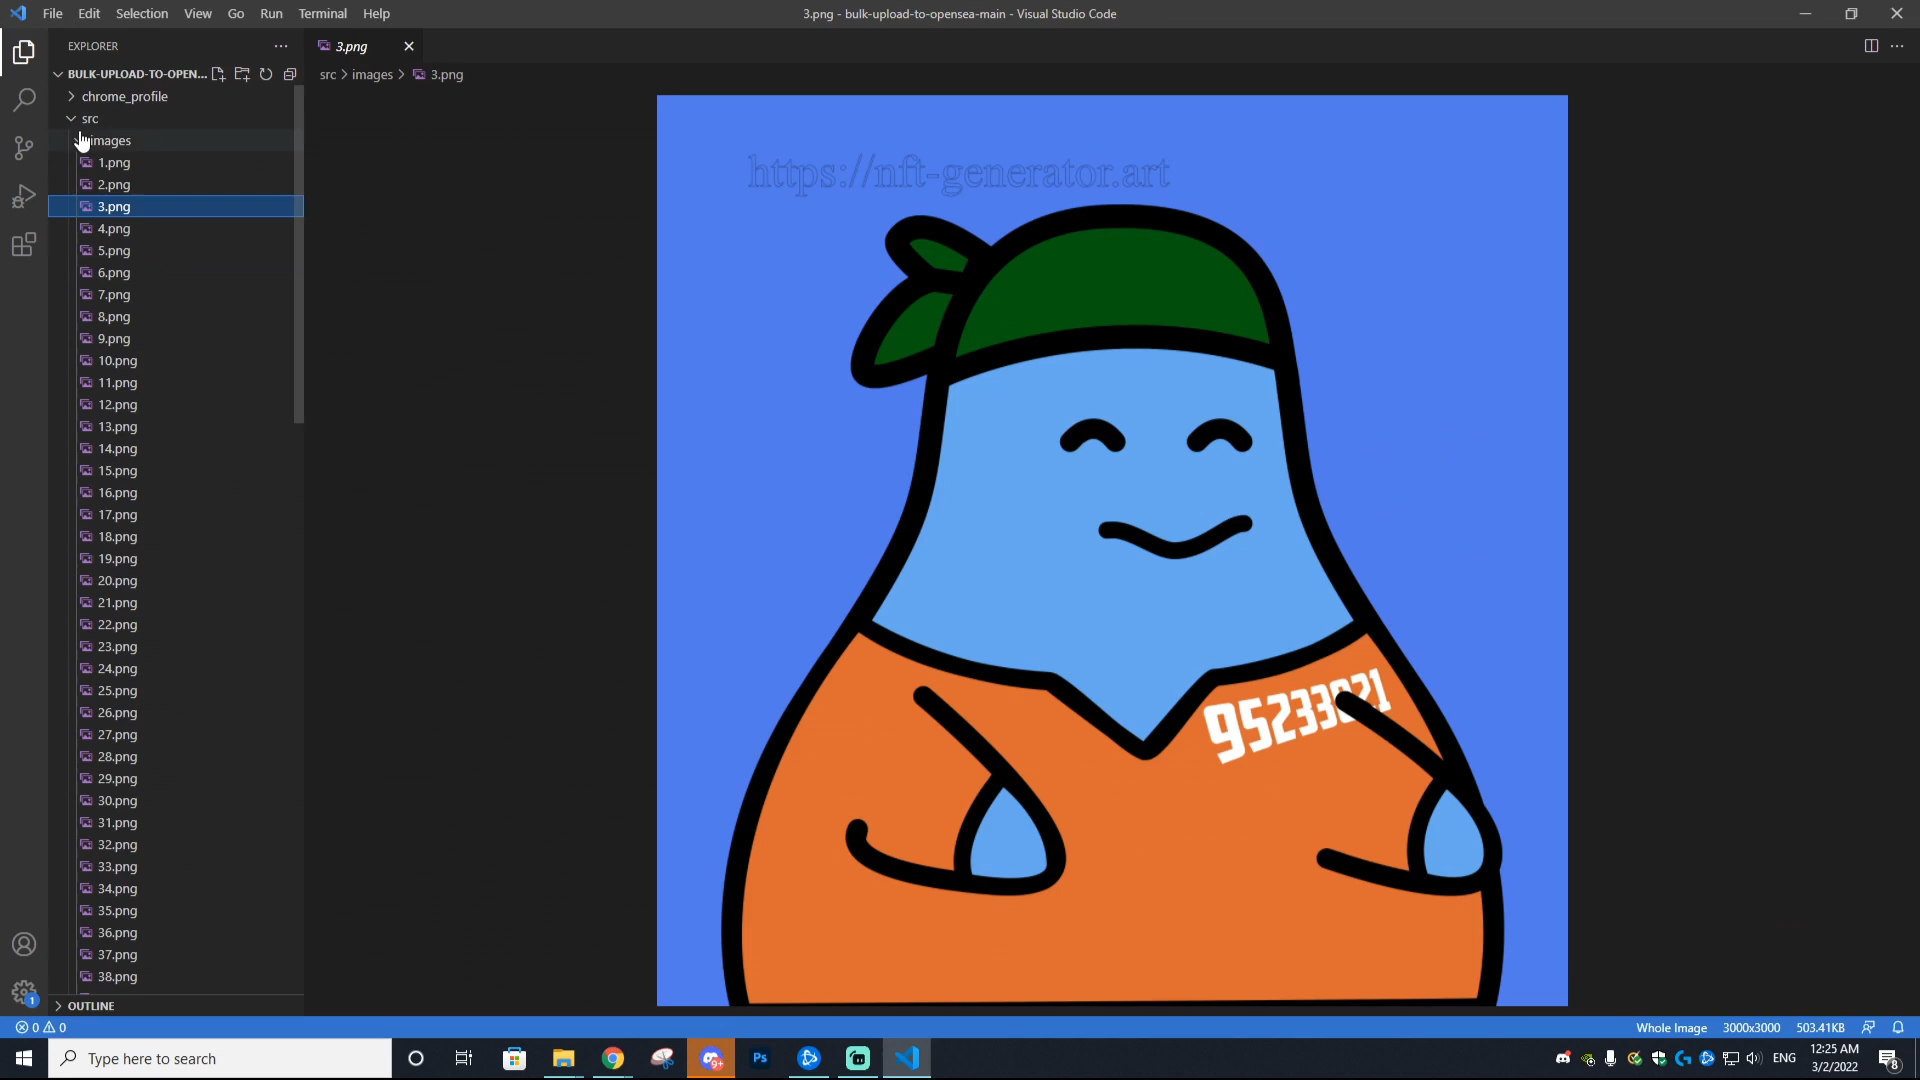 File Edit Selection View Go Run Terminal Help
3.png - bulk-upload-to-opensea-main - Visual Studio Code
EXPLORER
3.png
BULK-UPLOAD-TO-OPEN...
src > images > 3.png
chrome_profile
src
images
1.png
2.png
3.png
4.png
5.png
6.png
7.png
8.png
9.png
10.png
11.png
12.png
13.png
14.png
15.png
16.png
17.png
18.png
19.png
20.png
21.png
22.png
23.png
24.png
25.png
26.png
27.png
28.png
29.png
30.png
31.png
32.png
33.png
34.png
35.png
36.png
37.png
38.png
OUTLINE
https://nft-generator.art
95233021
1
0 0
Whole Image 3000x3000 503.41KB
Type here to search
9+
Ps
ENG
12:25 AM
3/2/2022
8